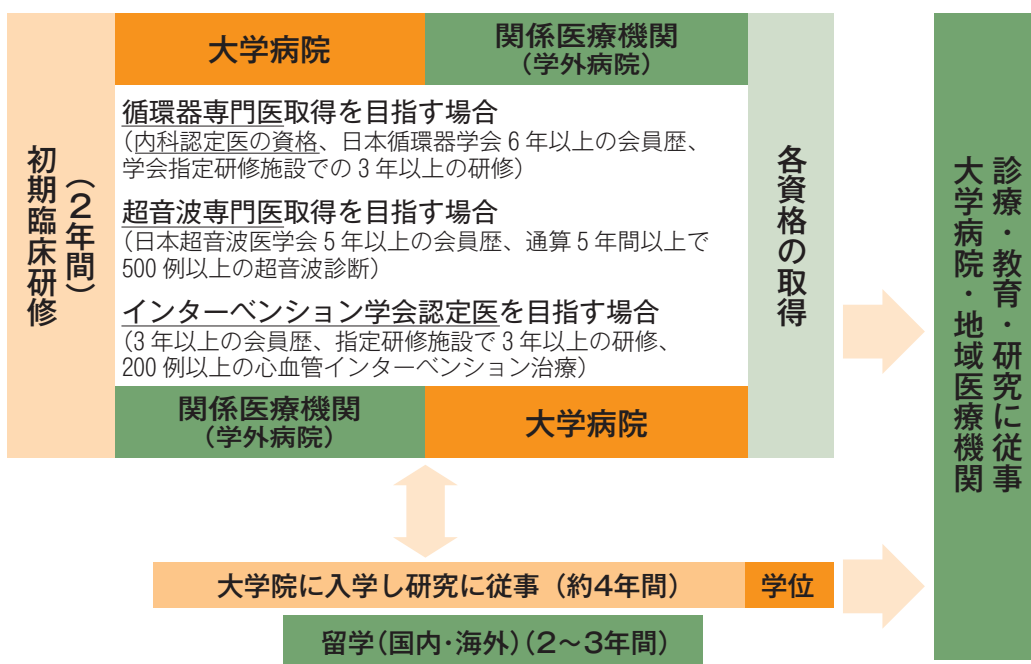 初期臨床研修
（２年間）
大学病院
関係医療機関
（学外病院）
循環器専門医取得を目指す場合
（内科認定医の資格、日本循環器学会 6 年以上の会員歴、
学会指定研修施設での 3 年以上の研修）
超音波専門医取得を目指す場合
（日本超音波医学会 5 年以上の会員歴、通算 5 年間以上で
500 例以上の超音波診断）
インターベンション学会認定医を目指す場合
（3 年以上の会員歴、指定研修施設で 3 年以上の研修、
200 例以上の心血管インターベンション治療）
関係医療機関
（学外病院）
大学病院
各資格の取得
診療・教育・研究に従事
大学病院・地域医療機関
大学院に入学し研究に従事（約4年間）
学位
留学（国内・海外）（2〜3年間）